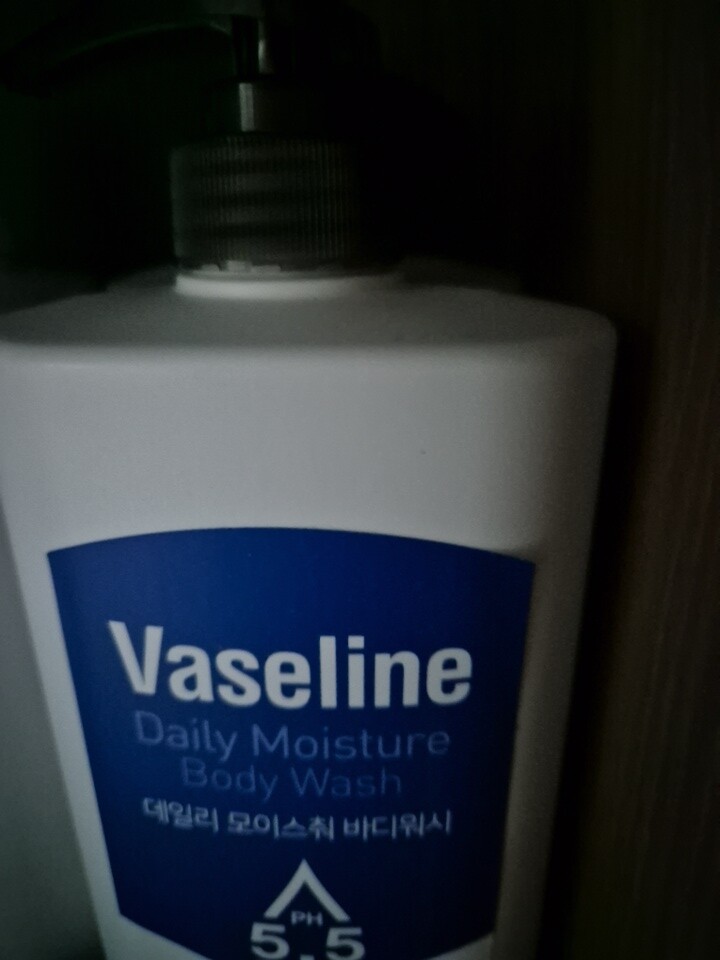 Vaseline
Daily Moisture
Body Wash
데일리 모이스춰 바디워시
PH
5.5